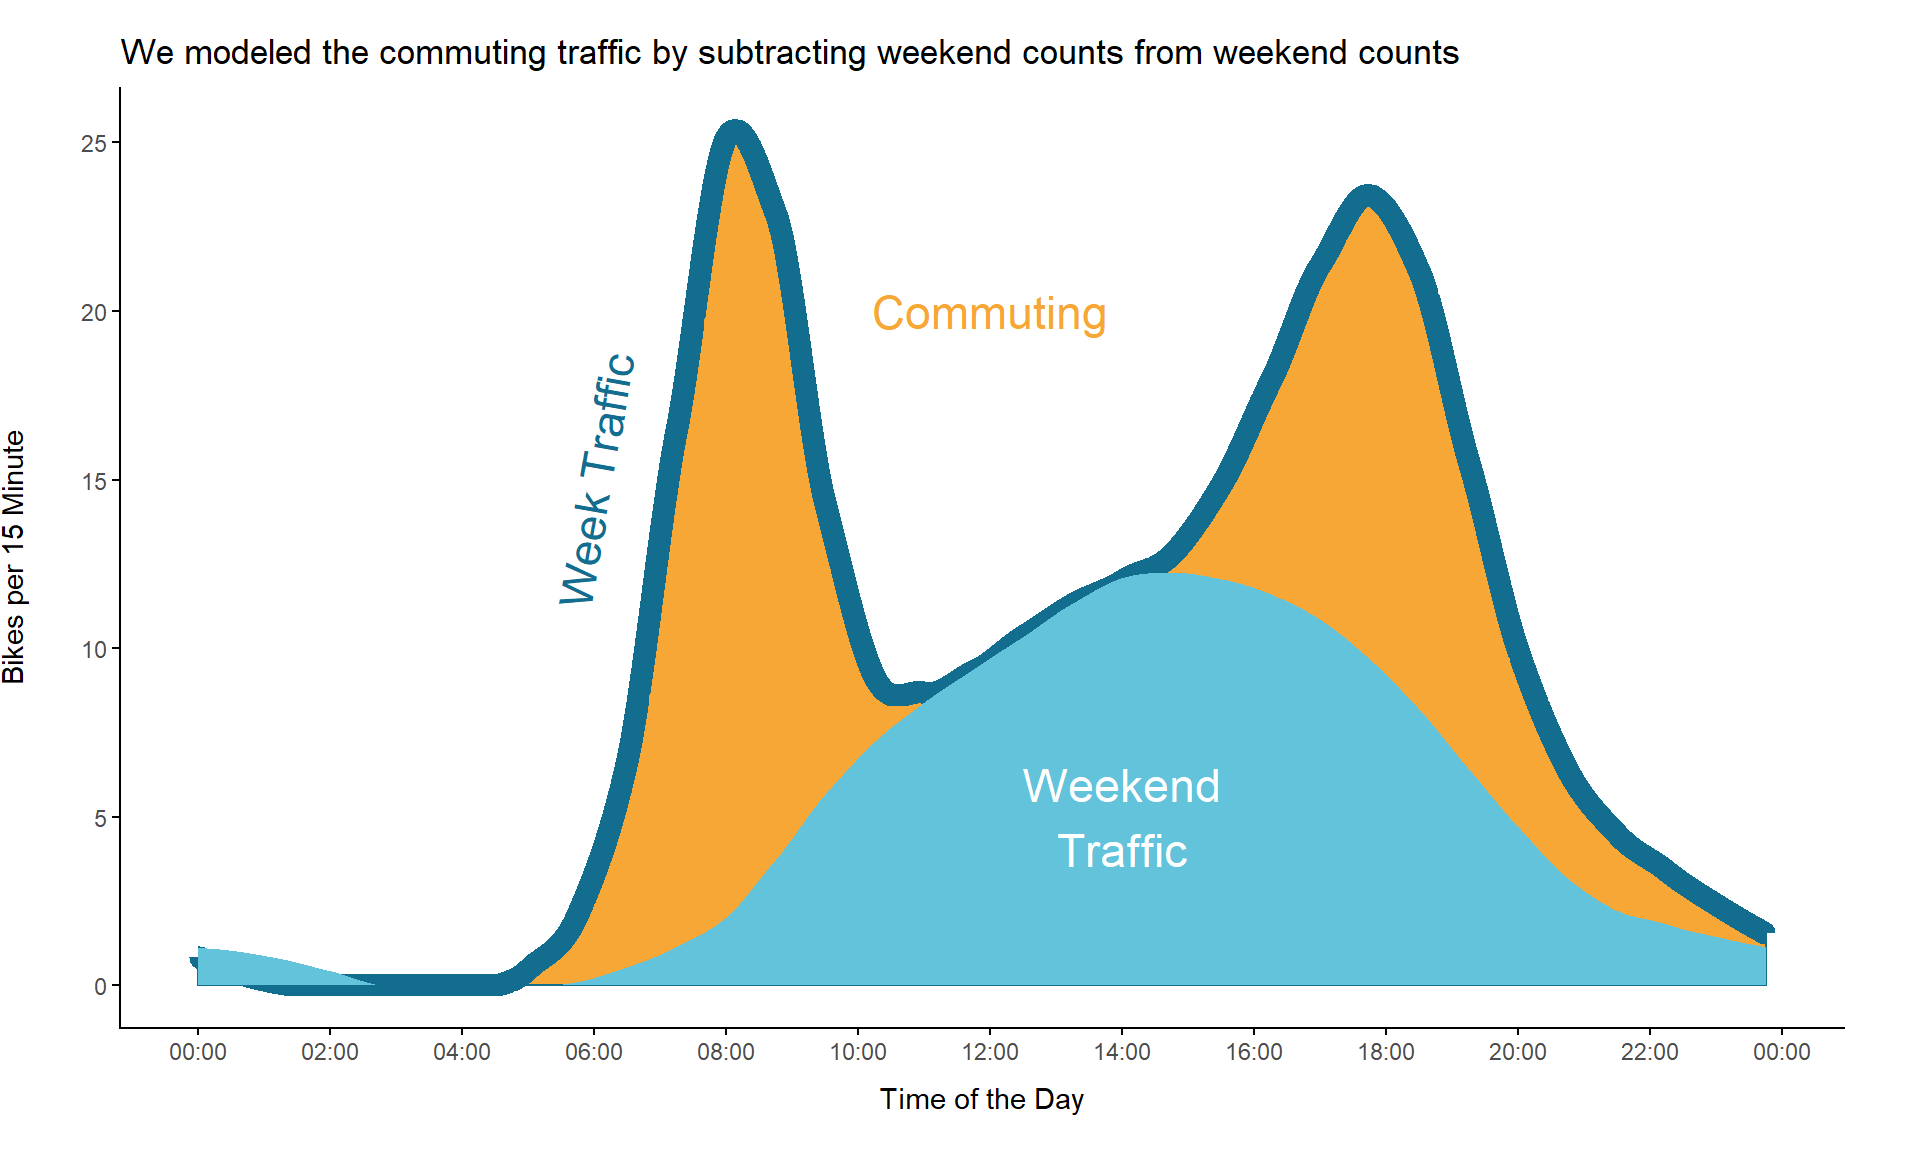 We modeled the commuting traffic by subtracting weekend counts from weekend counts
Bikes per 15 Minute
25
20
15
10
5
0
Week Traffic
Commuting
Weekend
Traffic
00:00
02:00
04:00
06:00
08:00
10:00
12:00
14:00
16:00
18:00
20:00
22:00
00:00
Time of the Day